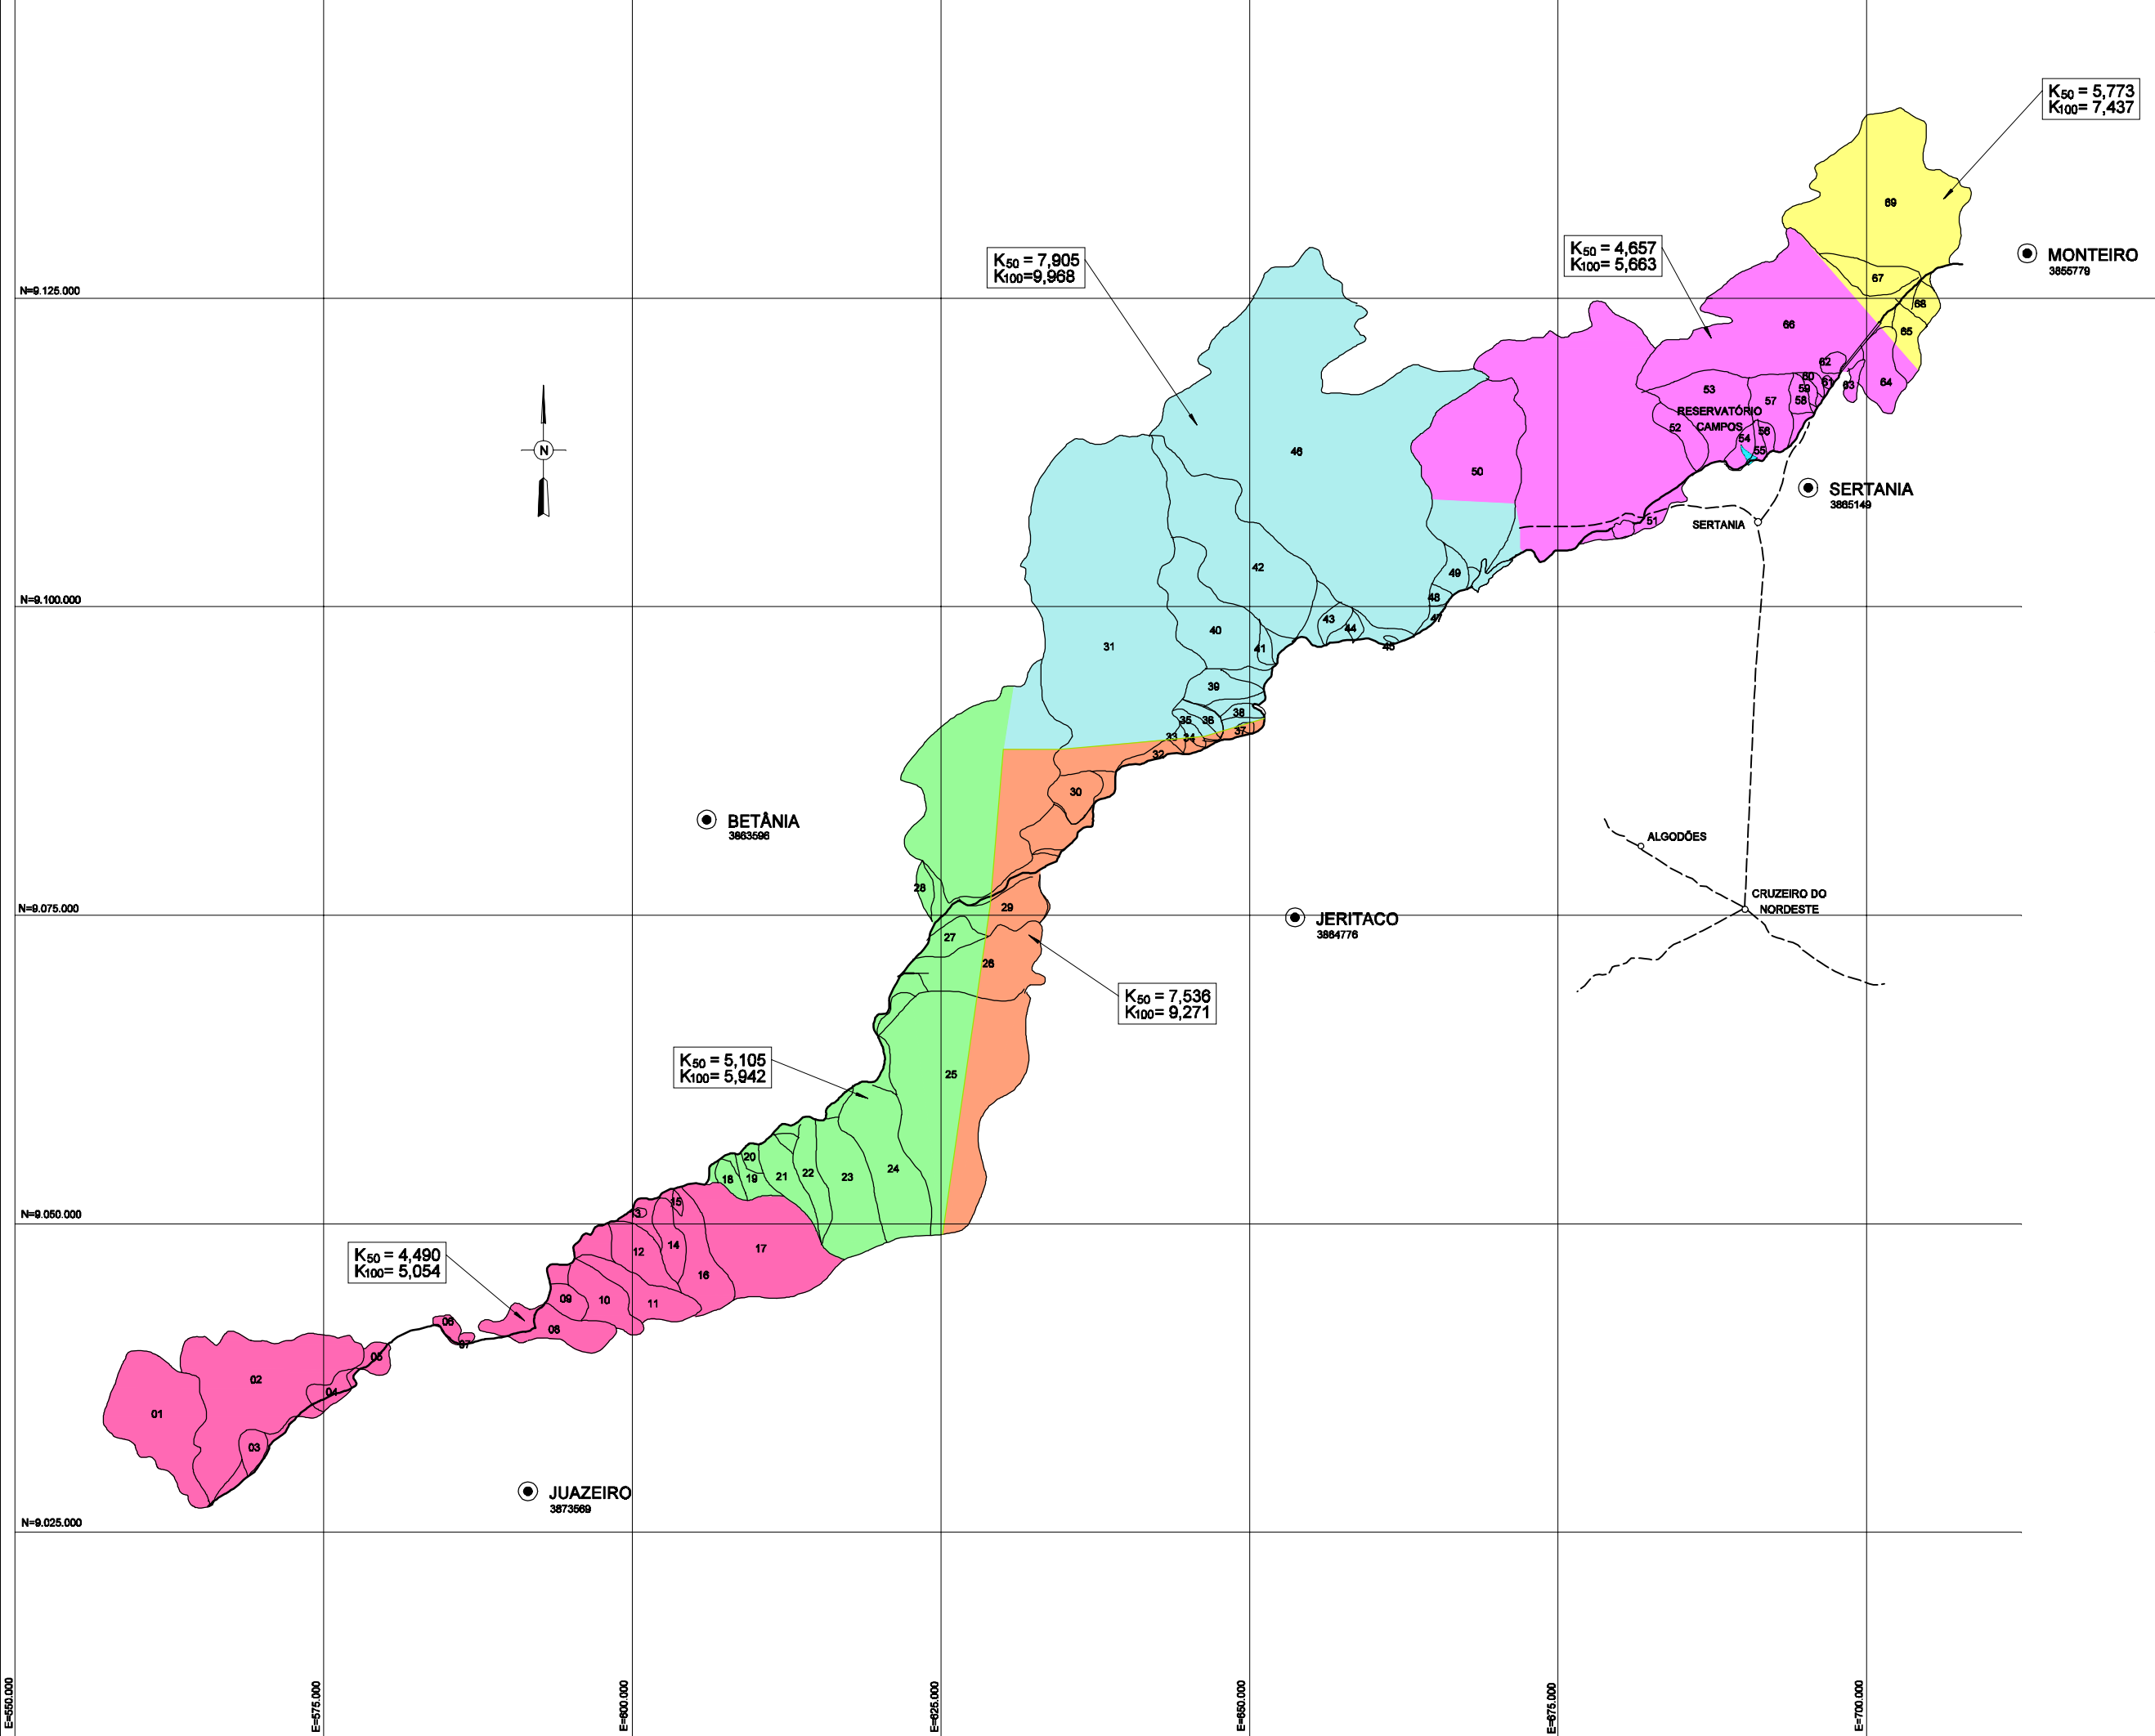 K50 = 5,773
K100= 7,437
69
MONTEIRO
3855779
K50 = 4,657
K100= 5,663
K50 = 7,905
K100=9,968
67
N=9.125.000
68
66
65
62
60
61
63
64
53
59
57
58
RESERVATÓRIO
CAMPOS
52
56
54
55
46
50
SERTANIA
3865149
51
SERTANIA
N
42
49
N=9.100.000
48
47
43
44
40
45
41
31
39
38
35
36
37
33
34
32
30
BETÂNIA
3863596
ALGODÕES
28
CRUZEIRO DO
NORDESTE
N=9.075.000
29
JERITACO
3864776
27
26
K50 = 7,536
K100= 9,271
K50 = 5,105
K100= 5,942
25
20
24
18
19
21
22
23
15
N=9.050.000
13
12
14
17
K50 = 4,490
K100= 5,054
16
09
10
11
06
08
07
05
02
04
01
03
JUAZEIRO
3873569
N=9.025.000
E=550.000
E=575.000
E=600.000
E=625.000
E=650.000
E=675.000
E=700.000